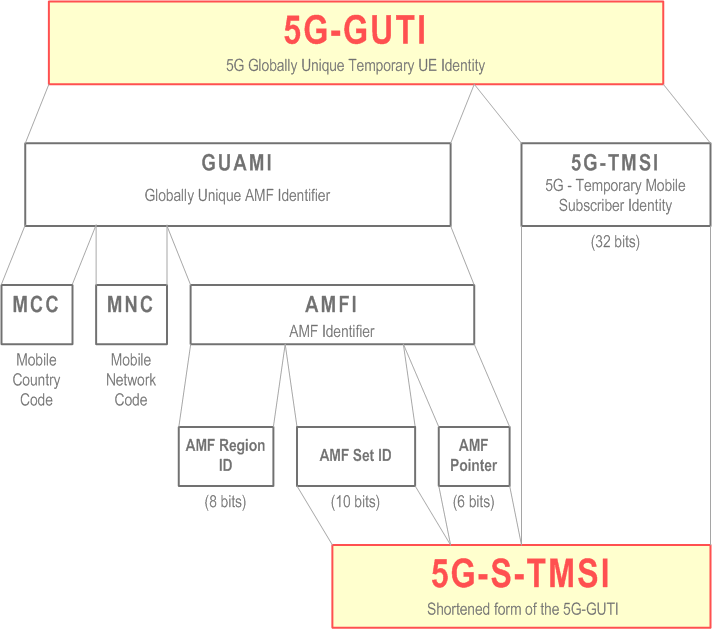 5G-GUTI
5G Globally Unique Temporary UE Identity
GUAMI
Globally Unique AMF Identifier
5G-TMSI
5G - Temporary Mobile
Subscriber Identity
(32 bits)
MCC
Mobile
Country
Code
MNC
Mobile
Network
Code
AMFI
AMF Identifier
AMF Region
ID
(8 bits)
AMF Set ID
(10 bits)
AMF
Pointer
(6 bits)
5G-S-TMSI
Shortened form of the 5G-GUTI